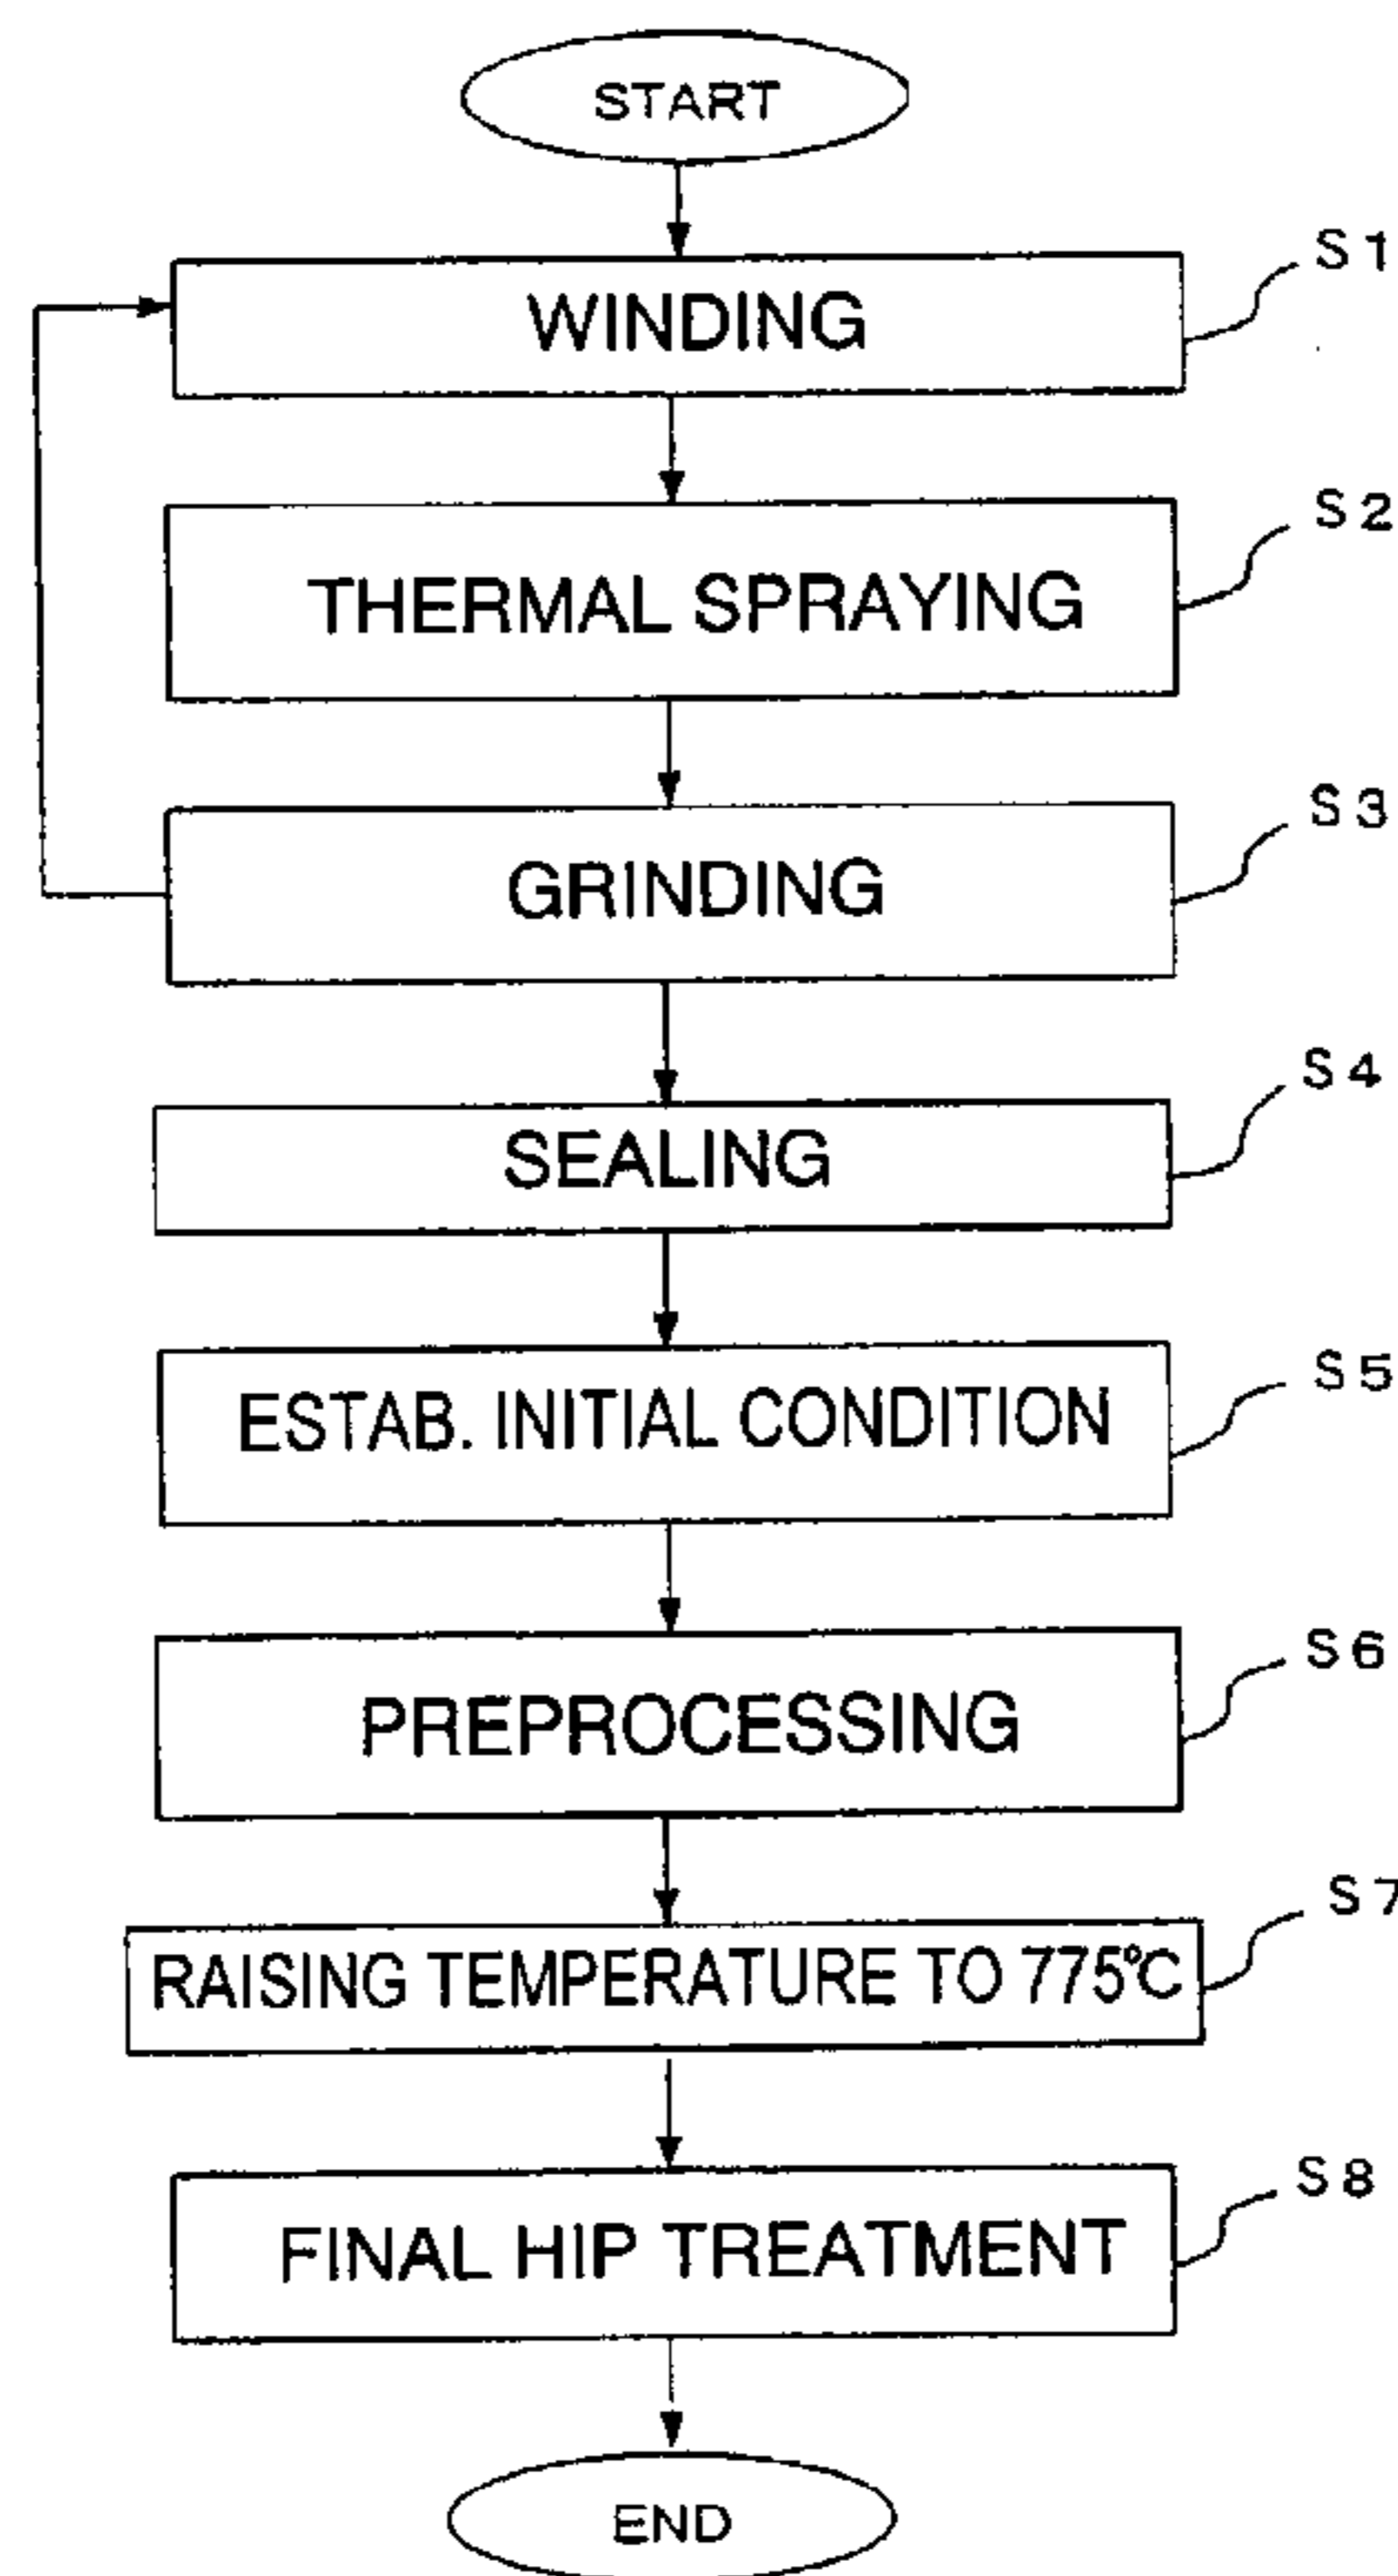 START
WINDING
S1
THERMAL SPRAYING
S2
GRINDING
S3
SEALING
S4
ESTAB. INITIAL CONDITION
S5
PREPROCESSING
S6
RAISING TEMPERATURE TO 775°C
S7
FINAL HIP TREATMENT
S8
END